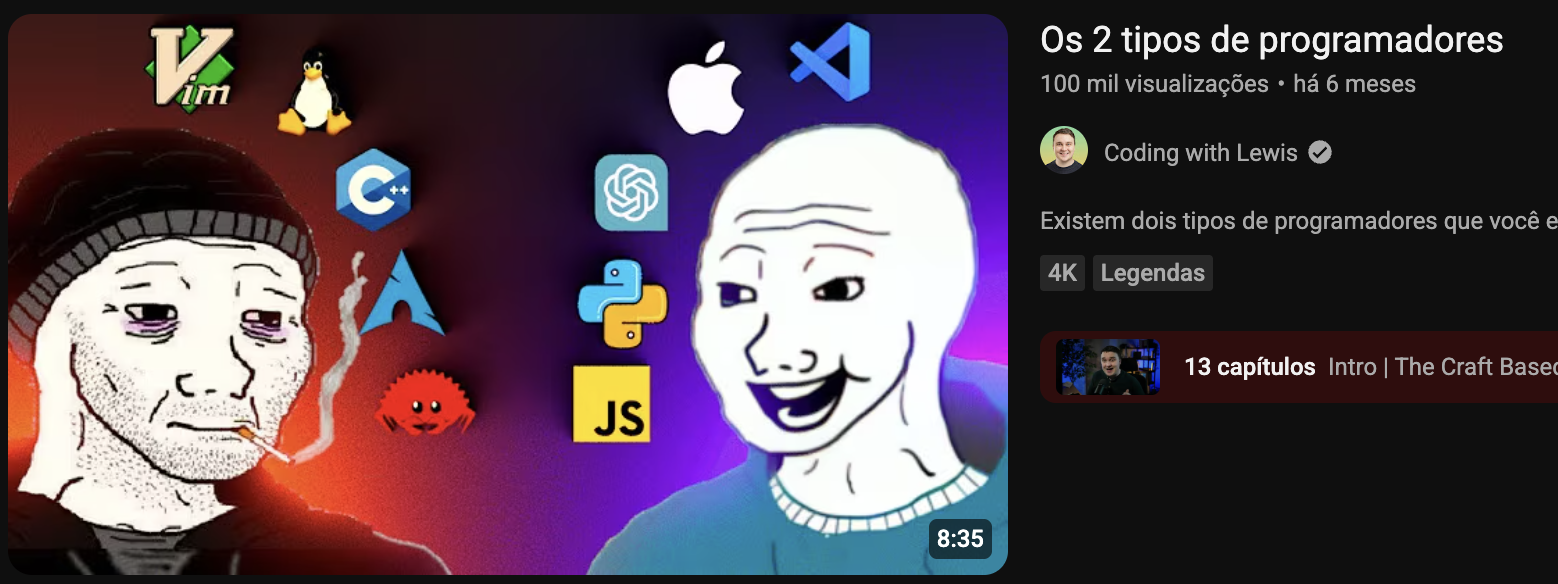 Vim
C++
JS
8:35
Os 2 tipos de programadores
100 mil visualizações • há 6 meses
Coding with Lewis
Existem dois tipos de programadores que você e
4K Legendas
13 capítulos Intro | The Craft Based